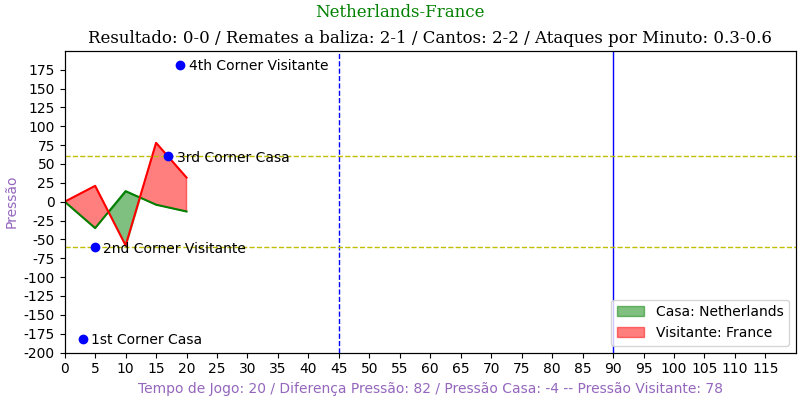 Netherlands-France
Resultado: 0-0 / Remates a baliza: 2-1 / Cantos: 2-2 / Ataques por Minuto: 0.3-0.6
Pressão
175
150
125
100
75
50
25
0
-25
-50
-75
-100
-125
-150
-175
-200
4th Corner Visitante
3rd Corner Casa
2nd Corner Visitante
1st Corner Casa
Casa: Netherlands
Visitante: France
0 5 10 15 20 25 30 35 40 45 50 55 60 65 70 75 80 85 90 95 100 105 110 115
Tempo de Jogo: 20 / Diferença Pressão: 82 / Pressão Casa: -4 -- Pressão Visitante: 78